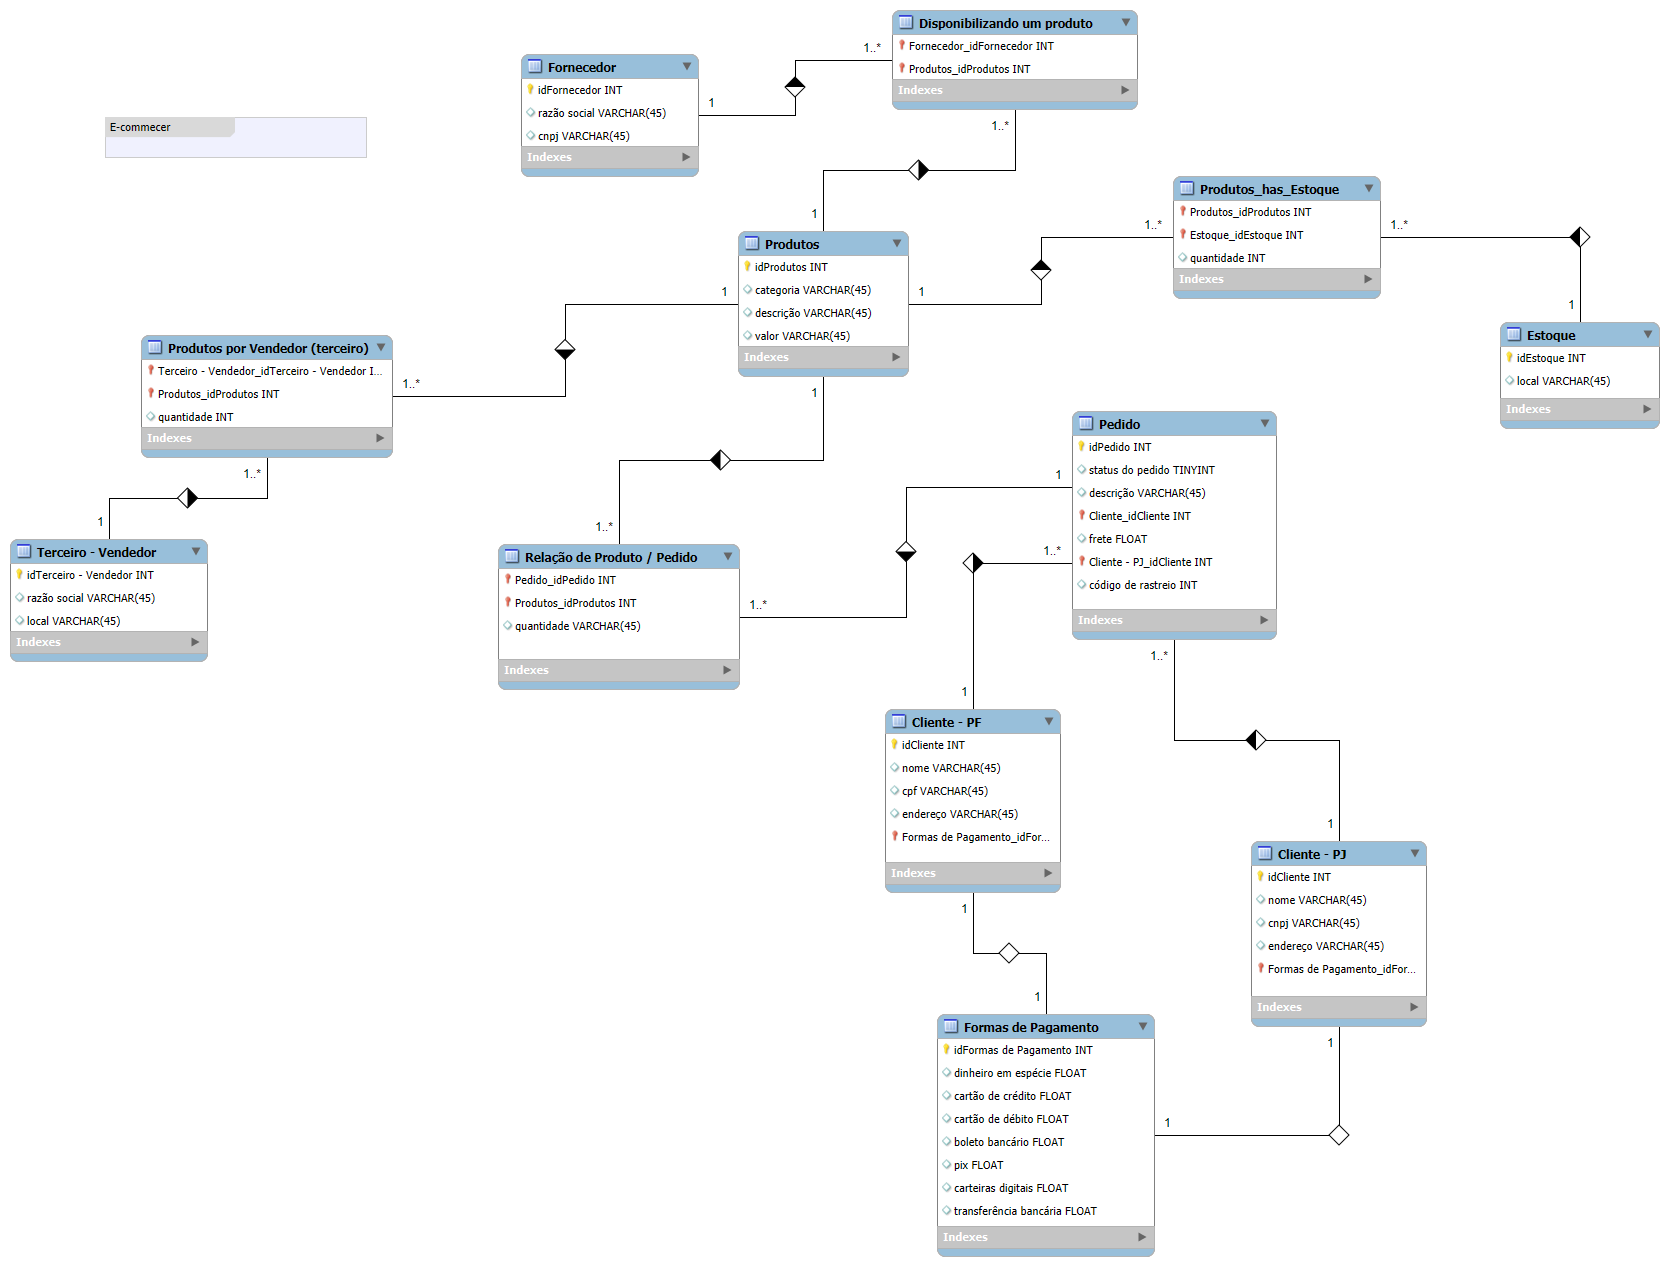 E-commecer
Disponibilizando um produto
Fornecedor_idFornecedor INT
Produtos_idProdutos INT
Indexes
1..*
1..*
Fornecedor
idFornecedor INT
razão social VARCHAR(45)
cnpj VARCHAR(45)
Indexes
1
1
Produtos
idProdutos INT
categoria VARCHAR(45)
descrição VARCHAR(45)
valor VARCHAR(45)
Indexes
1
1
1
Produtos_has_Estoque
Produtos_idProdutos INT
Estoque_idEstoque INT
quantidade INT
Indexes
1..*
1..*
1
Estoque
idEstoque INT
local VARCHAR(45)
Indexes
Produtos por Vendedor (terceiro)
Terceiro - Vendedor_idTerceiro - Vendedor I...
Produtos_idProdutos INT
quantidade INT
Indexes
1..*
1..*
1
Terceiro - Vendedor
idTerceiro - Vendedor INT
razão social VARCHAR(45)
local VARCHAR(45)
Indexes
1..*
Relação de Produto / Pedido
Pedido_idPedido INT
Produtos_idProdutos INT
quantidade VARCHAR(45)
Indexes
1..*
1
1..*
Pedido
idPedido INT
status do pedido TINYINT
descrição VARCHAR(45)
Cliente_idCliente INT
frete FLOAT
Cliente - PJ_idCliente INT
código de rastreio INT
Indexes
1..*
1
Cliente - PF
idCliente INT
nome VARCHAR(45)
cpf VARCHAR(45)
endereço VARCHAR(45)
Formas de Pagamento_idFor...
Indexes
1
1
Cliente - PJ
idCliente INT
nome VARCHAR(45)
cnpj VARCHAR(45)
endereço VARCHAR(45)
Formas de Pagamento_idFor...
Indexes
1
1
Formas de Pagamento
idFormas de Pagamento INT
dinheiro em espécie FLOAT
cartão de crédito FLOAT
cartão de débito FLOAT
boleto bancário FLOAT
pix FLOAT
carteiras digitais FLOAT
transferência bancária FLOAT
Indexes
1